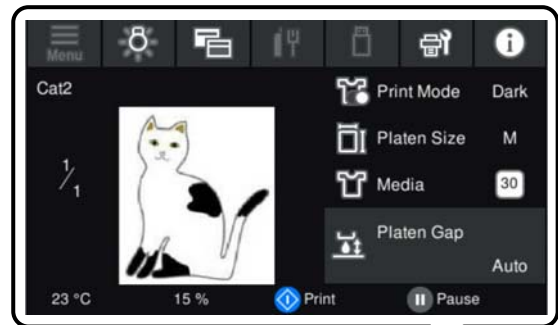 Menu
Cat2
1/1
Print Mode Dark
Platen Size M
Media 30
Platen Gap
Auto
23 °C 15 % Print Pause